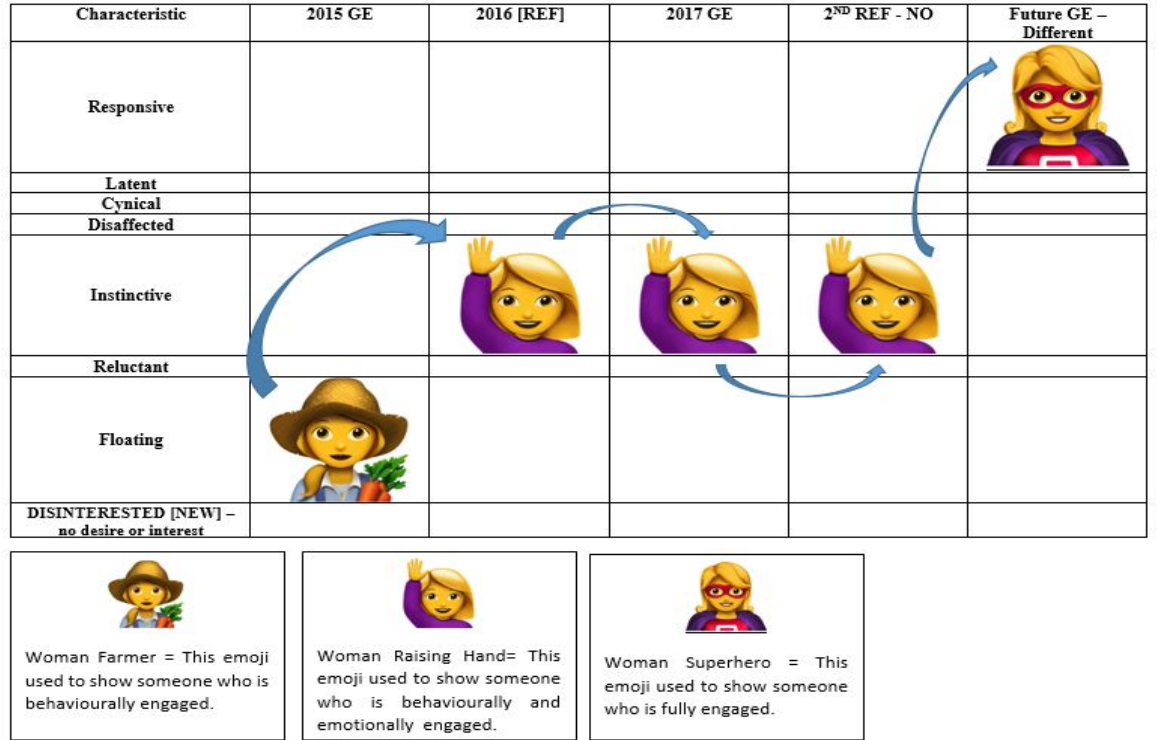 Characteristic 2015 GE 2016 [REF] 2017 GE 2ND REF - NO Future GE –
Different
Responsive
Latent
Cynical
Disaffected
Instinctive
Reluctant
Floating
DISINTERESTED [NEW] –
no desire or interest
Woman Farmer = This emoji
used to show someone who is
behaviourally engaged.
Woman Raising Hand= This
emoji used to show someone
who is behaviourally and
emotionally engaged.
Woman Superhero = This
emoji used to show someone
who is fully engaged.